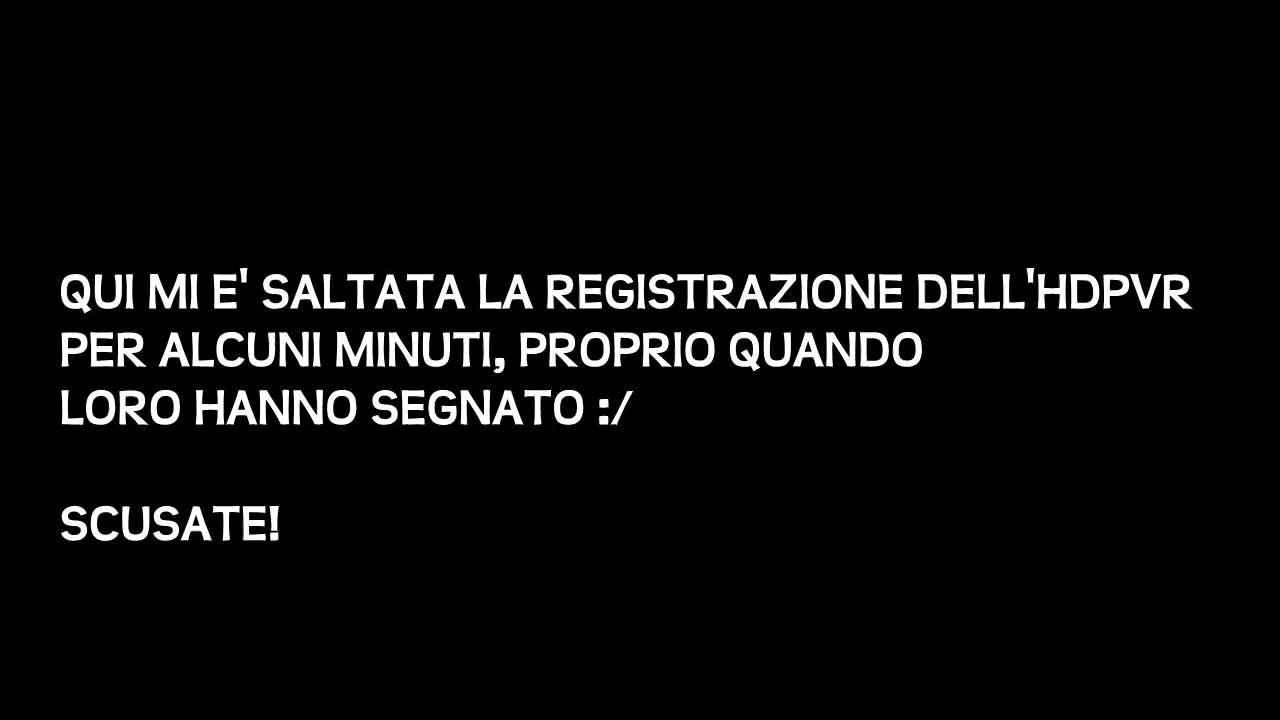 QUI MI E' SALTATA LA REGISTRAZIONE DELL'HDPVR
PER ALCUNI MINUTI, PROPRIO QUANDO
LORO HANNO SEGNATO :/
SCUSATE!